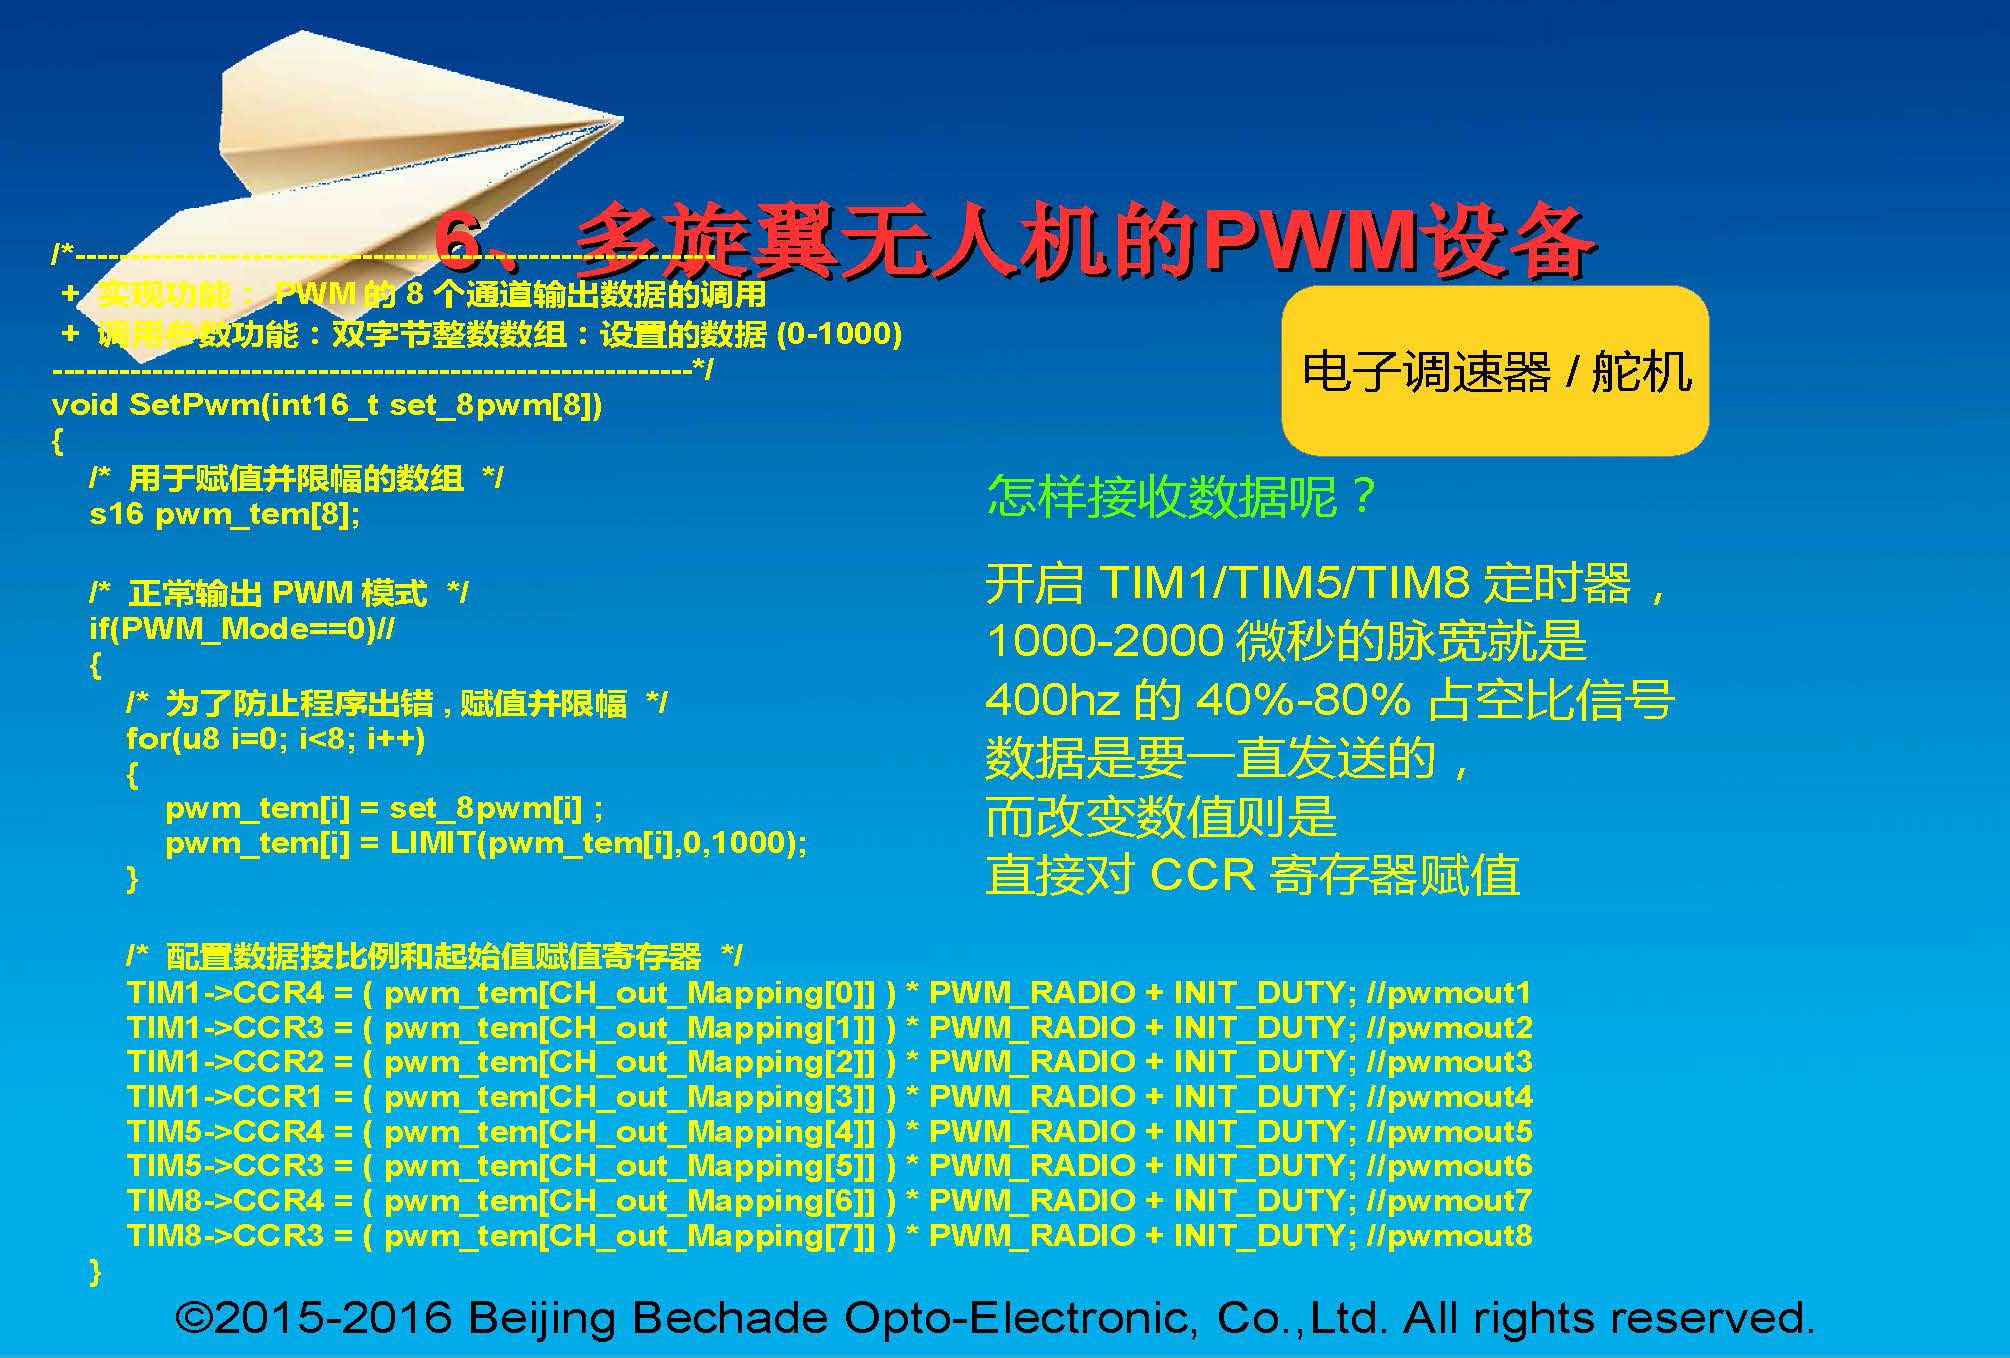 6、多旋翼无人机的PWM设备
/*----------------------------------------------------------
+ 实现功能：PWM 的 8 个通道输出数据的调用
+ 调用参数功能：双字节整数数组：设置的数据 (0-1000)
----------------------------------------------------------*/
void SetPwm(int16_t set_8pwm[8])
{
/* 用于赋值并限幅的数组 */
s16 pwm_tem[8];
/* 正常输出 PWM 模式 */
if(PWM_Mode==0)//
{
/* 为了防止程序出错 , 赋值并限幅 */
for(u8 i=0; i<8; i++)
{
pwm_tem[i] = set_8pwm[i] ;
pwm_tem[i] = LIMIT(pwm_tem[i],0,1000);
}
/* 配置数据按比例和起始值赋值寄存器 */
TIM1->CCR4 = ( pwm_tem[CH_out_Mapping[0]] ) * PWM_RADIO + INIT_DUTY; //pwmout1
TIM1->CCR3 = ( pwm_tem[CH_out_Mapping[1]] ) * PWM_RADIO + INIT_DUTY; //pwmout2
TIM1->CCR2 = ( pwm_tem[CH_out_Mapping[2]] ) * PWM_RADIO + INIT_DUTY; //pwmout3
TIM1->CCR1 = ( pwm_tem[CH_out_Mapping[3]] ) * PWM_RADIO + INIT_DUTY; //pwmout4
TIM5->CCR4 = ( pwm_tem[CH_out_Mapping[4]] ) * PWM_RADIO + INIT_DUTY; //pwmout5
TIM5->CCR3 = ( pwm_tem[CH_out_Mapping[5]] ) * PWM_RADIO + INIT_DUTY; //pwmout6
TIM8->CCR4 = ( pwm_tem[CH_out_Mapping[6]] ) * PWM_RADIO + INIT_DUTY; //pwmout7
TIM8->CCR3 = ( pwm_tem[CH_out_Mapping[7]] ) * PWM_RADIO + INIT_DUTY; //pwmout8
}
电子调速器 / 舵机
怎样接收数据呢？
开启 TIM1/TIM5/TIM8 定时器，
1000-2000 微秒的脉宽就是
400hz 的 40%-80% 占空比信号
数据是要一直发送的，
而改变数值则是
直接对 CCR 寄存器赋值
©2015-2016 Beijing Bechade Opto-Electronic, Co.,Ltd. All rights reserved.